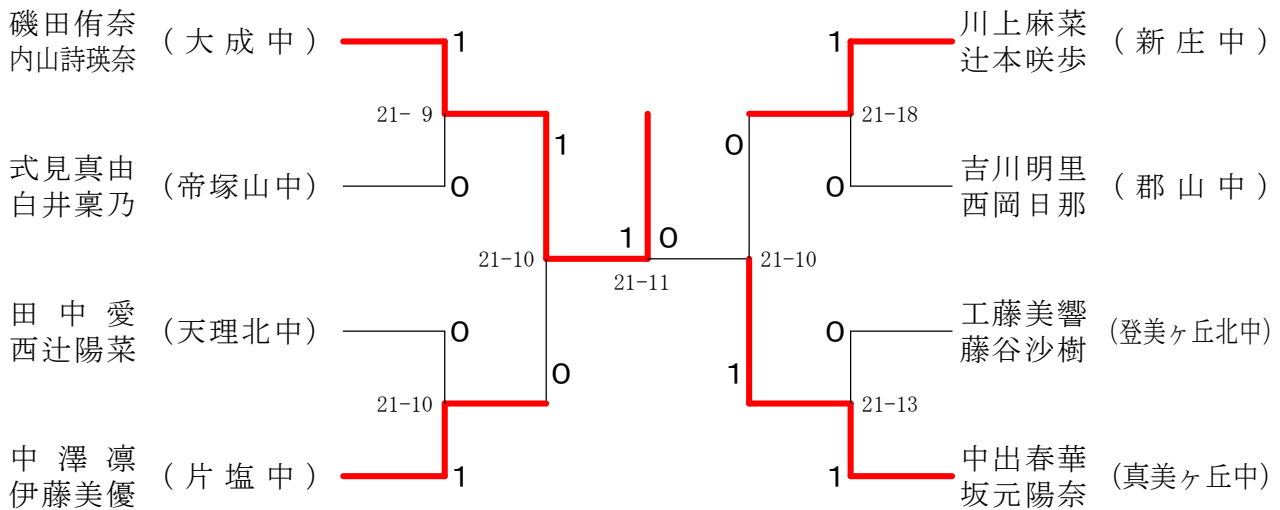 磯田侑奈
内山詩瑛奈
(大成中)
1
21- 9
式見真由
白井稟乃
(帝塚山中)
0
1
21-10
田中愛
西辻陽菜
(天理北中)
0
0
21-10
中澤凛
伊藤美優
(片塩中)
1
1 0
21-11
川上麻菜
辻本咲歩
(新庄中)
1
21-18
0
吉川明里
西岡日那
(郡山中)
0
21-10
工藤美響
藤谷沙樹
(登美ヶ丘北中)
0
1
21-13
中出春華
坂元陽奈
(真美ヶ丘中)
1